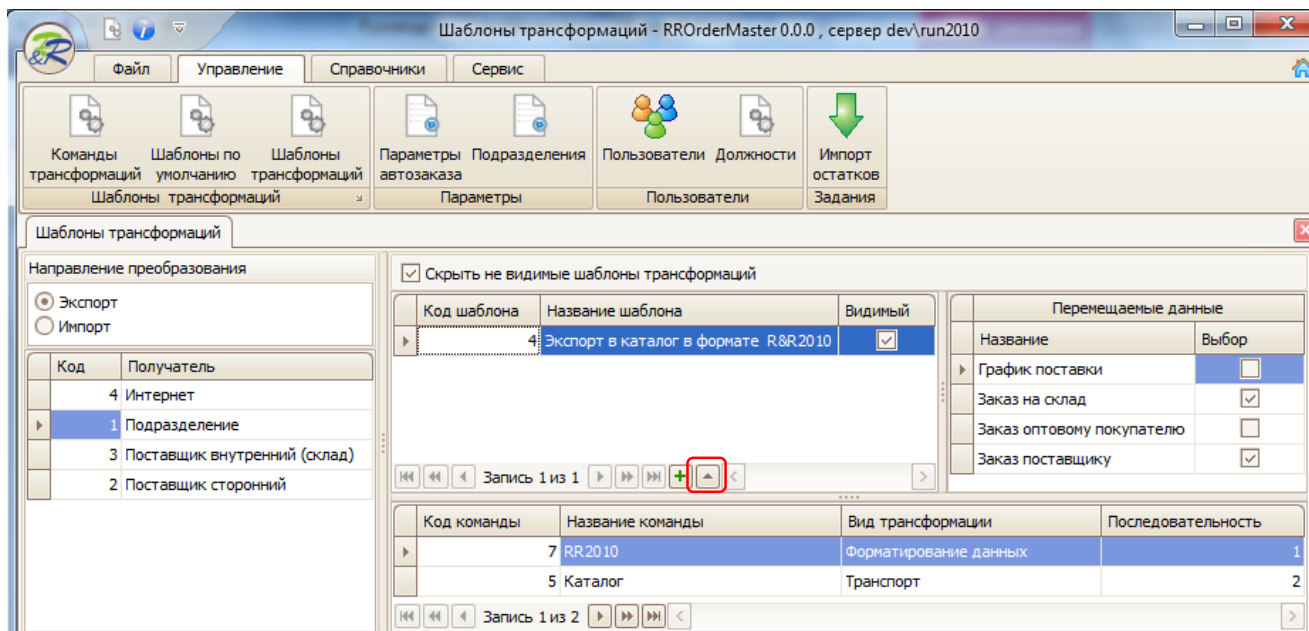 Шаблоны трансформаций - RROrderMaster 0.0.0 , сервер dev\run2010
&R
Файл Управление Справочники Сервис
Команды трансформаций
Шаблоны по умолчанию
Шаблоны трансформаций
Параметры автозаказа
Подразделения
Пользователи
Должности
Импорт остатков
Шаблоны трансформаций Параметры Пользователи Задания
Шаблоны трансформаций
Направление преобразования
Экспорт
Импорт
Код Получатель
4 Интернет
1 Подразделение
3 Поставщик внутренний (склад)
2 Поставщик сторонний
Скрыть не видимые шаблоны трансформаций
Код шаблона Название шаблона Видимый
4 Экспорт в каталог в формате R&R2010
Запись 1 из 1
Перемещаемые данные
Название Выбор
График поставки
Заказ на склад
Заказ оптовому покупателю
Заказ поставщику
Код команды Название команды Вид трансформации Последовательность
7 RR2010 Форматирование данных 1
5 Каталог Транспорт 2
Запись 1 из 2